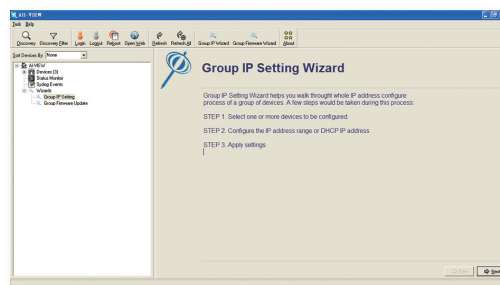 AIS-VIEW
Task Help
Discovery Discovery Filter Login Logout Reboot Open Web Refresh Refresh All Group IP Wizard Group Firmware Wizard About
Sort Devices By: None
AI-VIEW
Devices (3)
Status Monitor
Syslog Events
Wizards
Group IP Setting
Group Firmware Update
Group IP Setting Wizard
Group IP Setting Wizard helps you walk throught whole IP address configure
process of a group of devices. A few steps would be taken during this process:
STEP 1. Select one or more devices to be configured.
STEP 2. Configure the IP address range or DHCP IP address
STEP 3. Apply settings